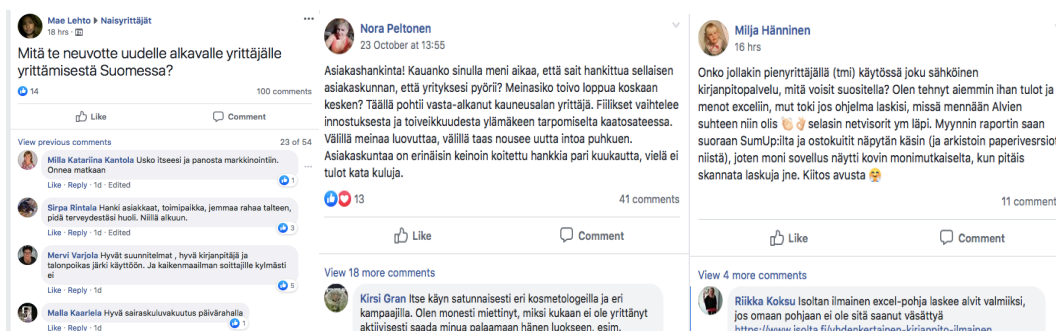 Mae Lehto ▸ Naisyrittäjät
18 hrs ·
Mitä te neuvotte uudelle alkavalle yrittäjälle
yrittämisestä Suomessa?
14
100 comments
Like
Comment
View previous comments
23 of 54
Milla Katariina Kantola Usko itseesi ja panosta markkinointiin.
Onnea matkaan
1
Like · Reply · 1d · Edited
Sirpa Rintala Hanki asiakkaat, toimipaikka, jemmaa rahaa talteen,
pidä terveydestäsi huoli. Niillä alkuun.
3
Like · Reply · 1d · Edited
Mervi Varjola Hyvät suunnitelmat , hyvä kirjanpitäjä ja
talonpoikas järki käyttöön. Ja kaikenmaailman soittajille kylmästi
ei
5
Like · Reply · 1d
Malla Kaarlela Hyvä sairaskuluvakuutus päivärahalla
1
Like · Reply · 1d
Nora Peltonen
23 October at 13:55
Asiakashankinta! Kauanko sinulla meni aikaa, että sait hankittua sellaisen
asiakaskunnan, että yrityksesi pyörii? Meinasiko toivo loppua koskaan
kesken? Täällä pohtii vasta-alkanut kauneusalan yrittäjä. Fiilikset vaihtelee
innostuksesta ja toiveikkuudesta ylämäkeen tarpomiselta kaatosateessa.
Välillä meinaa luovuttaa, välillä taas nousee uutta intoa puhkuen.
Asiakaskuntaa on erinäisin keinoin koitettu hankkia pari kuukautta, vielä ei
tulot kata kuluja.
13
41 comments
Like
Comment
View 18 more comments
Kirsi Gran Itse käyn satunnaisesti eri kosmetologeilla ja eri
kampaajilla. Olen monesti miettinyt, miksi kukaan ei ole yrittänyt
aktiivisesti saada minua palaamaan hänen luokseen, esim.
Milja Hänninen
16 hrs
Onko jollakin pienyrittäjällä (tmi) käytössä joku sähköinen
kirjanpitopalvelu, mitä voisit suositella? Olen tehnyt aiemmin ihan tulot ja
menot exceliin, mut toki jos ohjelma laskisi, missä mennään Alvien
suhteen niin olis 👏🏻👌🏻 selasin netvisorit ym läpi. Myynnin raportin saan
suoraan SumUp:ilta ja ostokuitit näpytän käsin (ja arkistoin paperivesrsiot
niistä), joten moni sovellus näytti kovin monimutkaiselta, kun pitäis
skannata laskuja jne. Kiitos avusta 🤗
11 comments
Like
Comment
View 4 more comments
Riikka Koksu Isoltan ilmainen excel-pohja laskee alvit valmiiksi,
jos omaan pohjaan ei ole sitä saanut väsättyä
https://www.isolta.fi/yhdenkertainen-kirjanpito-ilmainen